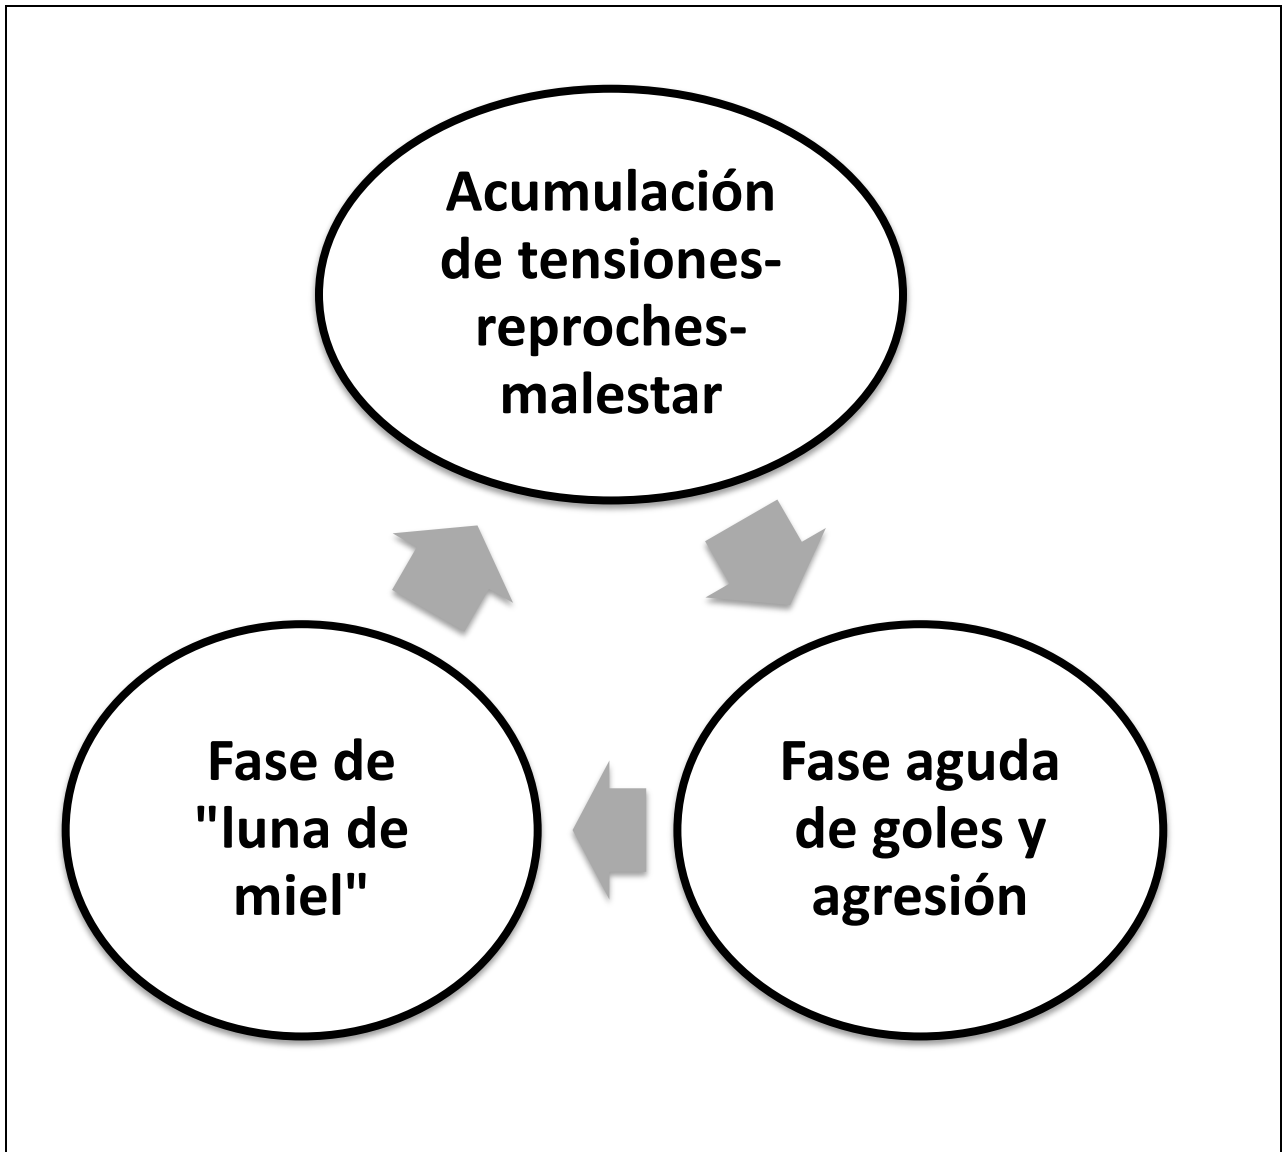 Acumulación
de tensiones-
reproches-
malestar
Fase aguda
de goles y
agresión
Fase de
"luna de
miel"